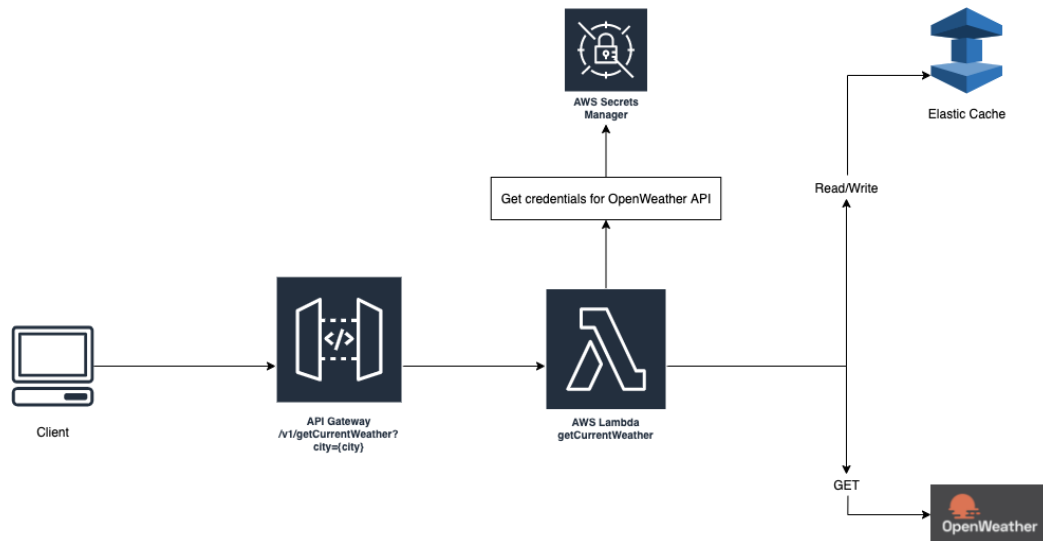 AWS Secrets
Manager
Elastic Cache
Get credentials for OpenWeather API
Read/Write
</>
Client
API Gateway
/v1/getCurrentWeather?
city={city}
AWS Lambda
getCurrentWeather
GET
OpenWeather